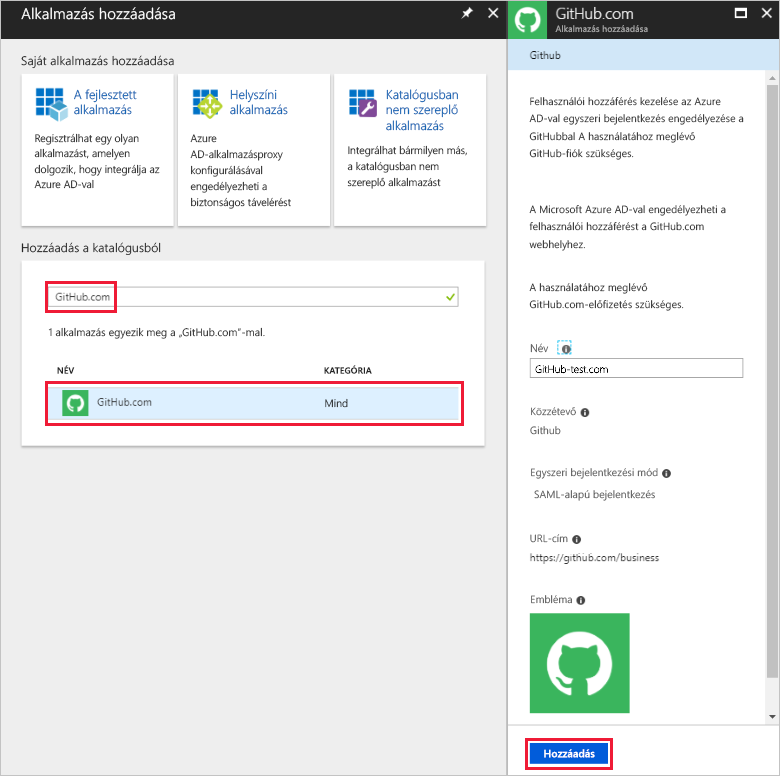 Alkalmazás hozzáadása
Saját alkalmazás hozzáadása
A fejlesztett
alkalmazás
Regisztrálhat egy olyan
alkalmazást, amelyen
dolgozik, hogy integrálja az
Azure AD-val
Helyszíni
alkalmazás
Azure
AD-alkalmazásproxy
konfigurálásával
engedélyezheti a
biztonságos távelérést
Katalógusban
nem szereplő
alkalmazás
Integrálhat bármilyen más,
a katalógusban nem
szereplő alkalmazást
Hozzáadás a katalógusból
GitHub.com
1 alkalmazás egyezik meg a „GitHub.com”-mal.
NÉV KATEGÓRIA
GitHub.com Mind
GitHub.com
Alkalmazás hozzáadása
Github
Felhasználói hozzáférés kezelése az Azure
AD-val egyszeri bejelentkezés engedélyezése a
GitHubbal A használatához meglévő
GitHub-fiók szükséges.
A Microsoft Azure AD-val engedélyezheti a
felhasználói hozzáférést a GitHub.com
webhelyhez.
A használatához meglévő
GitHub.com-előfizetés szükséges.
Név
GitHub-test.com
Közzétevő
Github
Egyszeri bejelentkezési mód
SAML-alapú bejelentkezés
URL-cím
https://github.com/business
Embléma
Hozzáadás